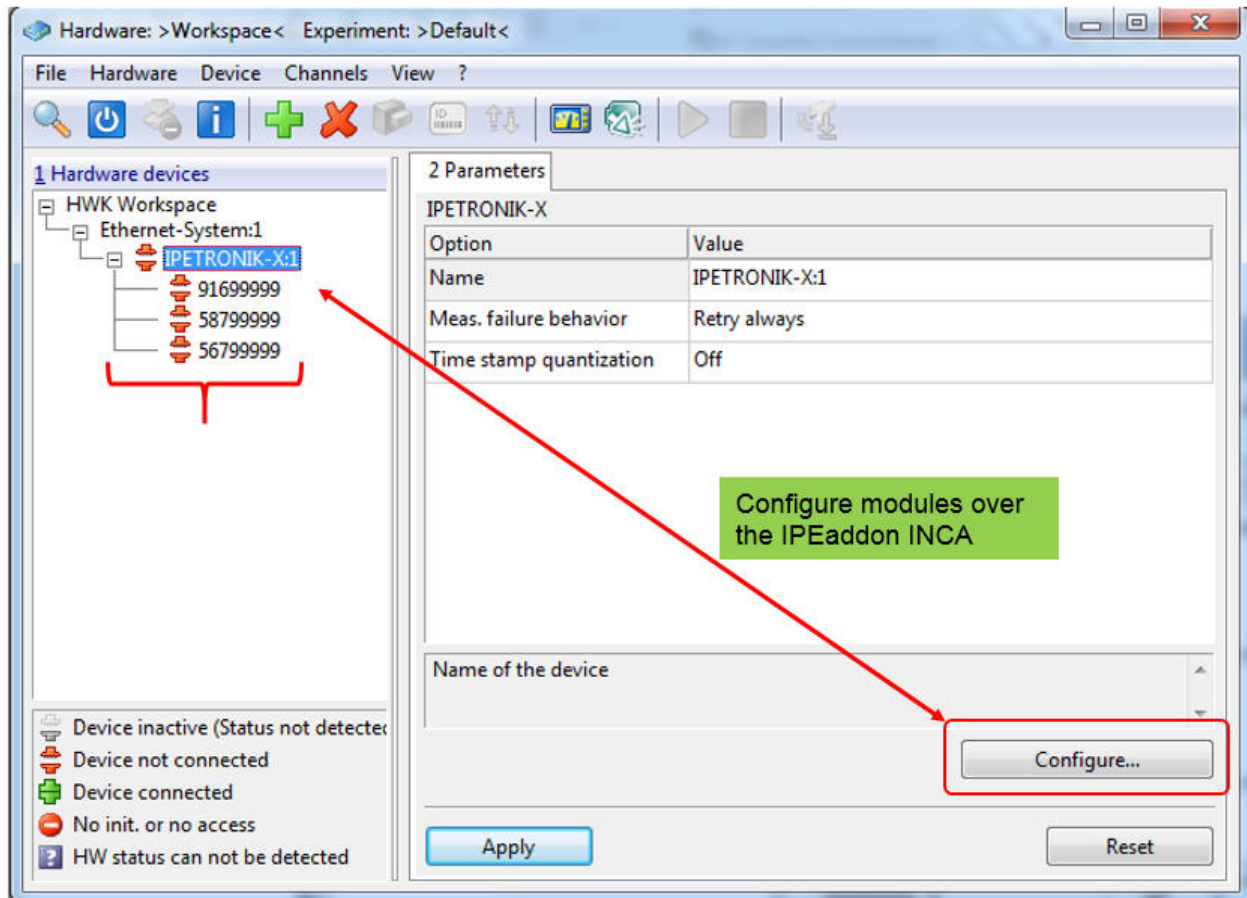 Hardware: >Workspace< Experiment: >Default<
File Hardware Device Channels View ?
1 Hardware devices
HWK Workspace
Ethernet-System:1
IPETRONIK-X:1
91699999
58799999
56799999
Device inactive (Status not detected
Device not connected
Device connected
No init. or no access
HW status can not be detected
2 Parameters
IPETRONIK-X
Option Value
Name IPETRONIK-X:1
Meas. failure behavior Retry always
Time stamp quantization Off
Configure modules over
the IPEaddon INCA
Name of the device
Configure...
Apply Reset